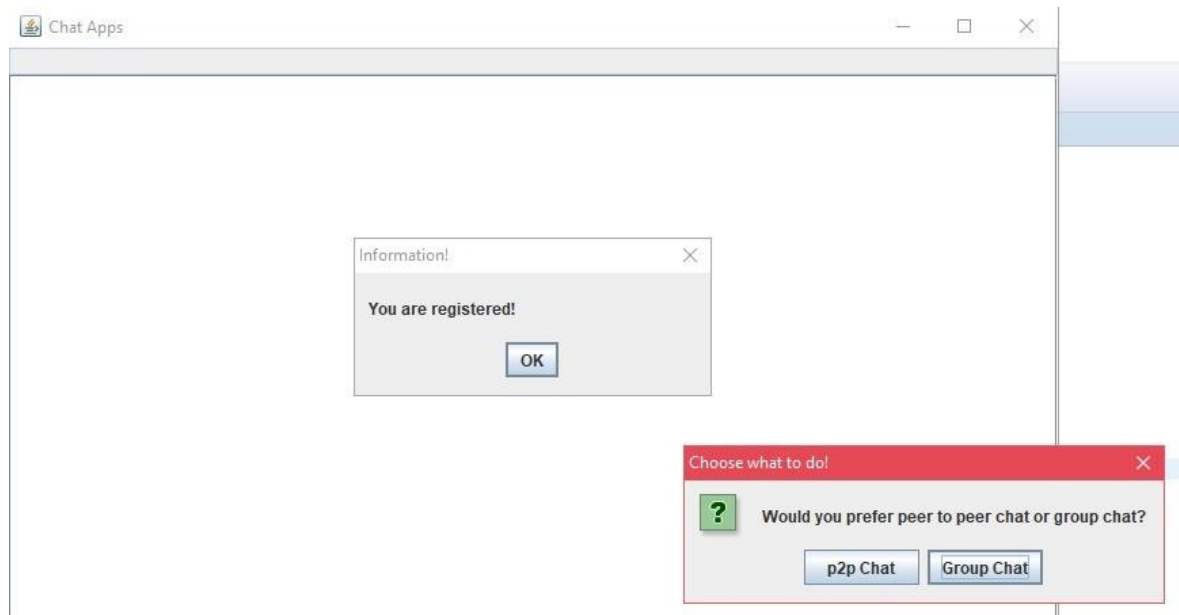 Chat Apps
Information!
You are registered!
OK
Choose what to do!
?
Would you prefer peer to peer chat or group chat?
p2p Chat
Group Chat